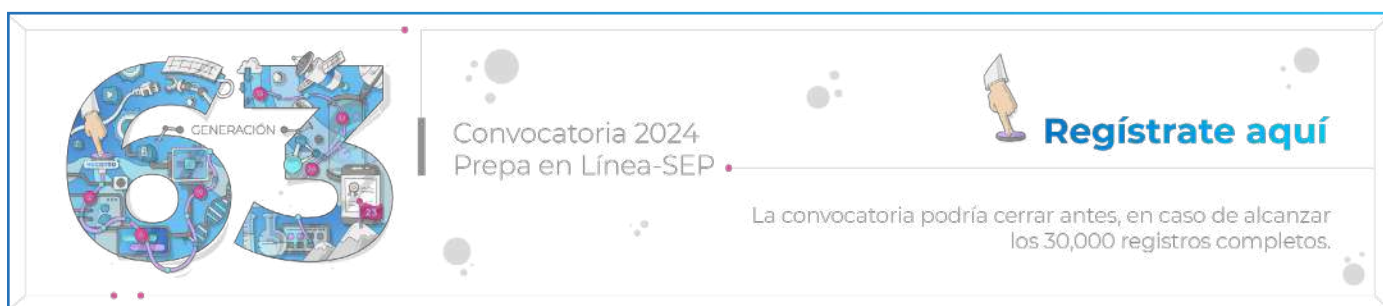 63
GENERACIÓN
Convocatoria 2024
Prepa en Línea-SEP
Regístrate aquí
La convocatoria podría cerrar antes, en caso de alcanzar
los 30,000 registros completos.
23